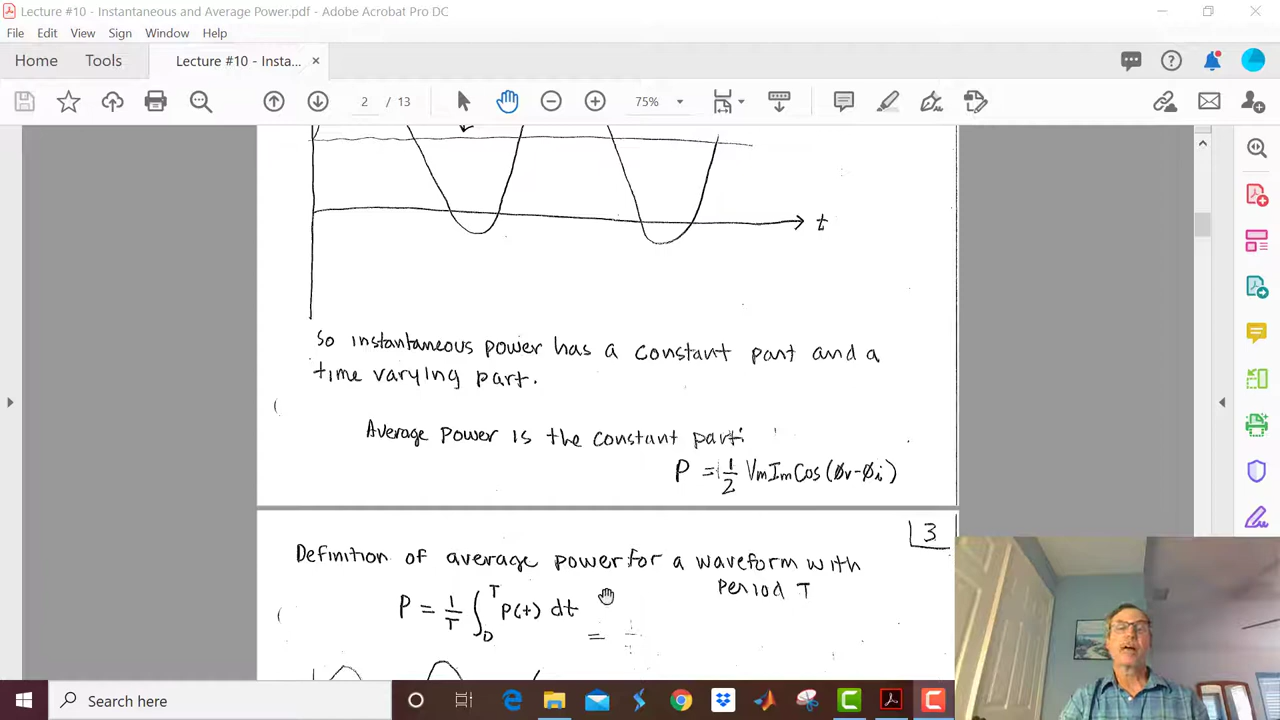 Lecture #10 - Instantaneous and Average Power.pdf - Adobe Acrobat Pro DC
File Edit View Sign Window Help
Home Tools Lecture #10 - Insta... ×
2 / 13 75%
t
So instantaneous power has a constant part and a
time varying part.
Average Power is the constant part:
P = 1/2 VmIm Cos (øv-øi)
3
Definition of average power for a waveform with
Period T
P = 1/T ∫₀ᵀ P(t) dt
=
Search here